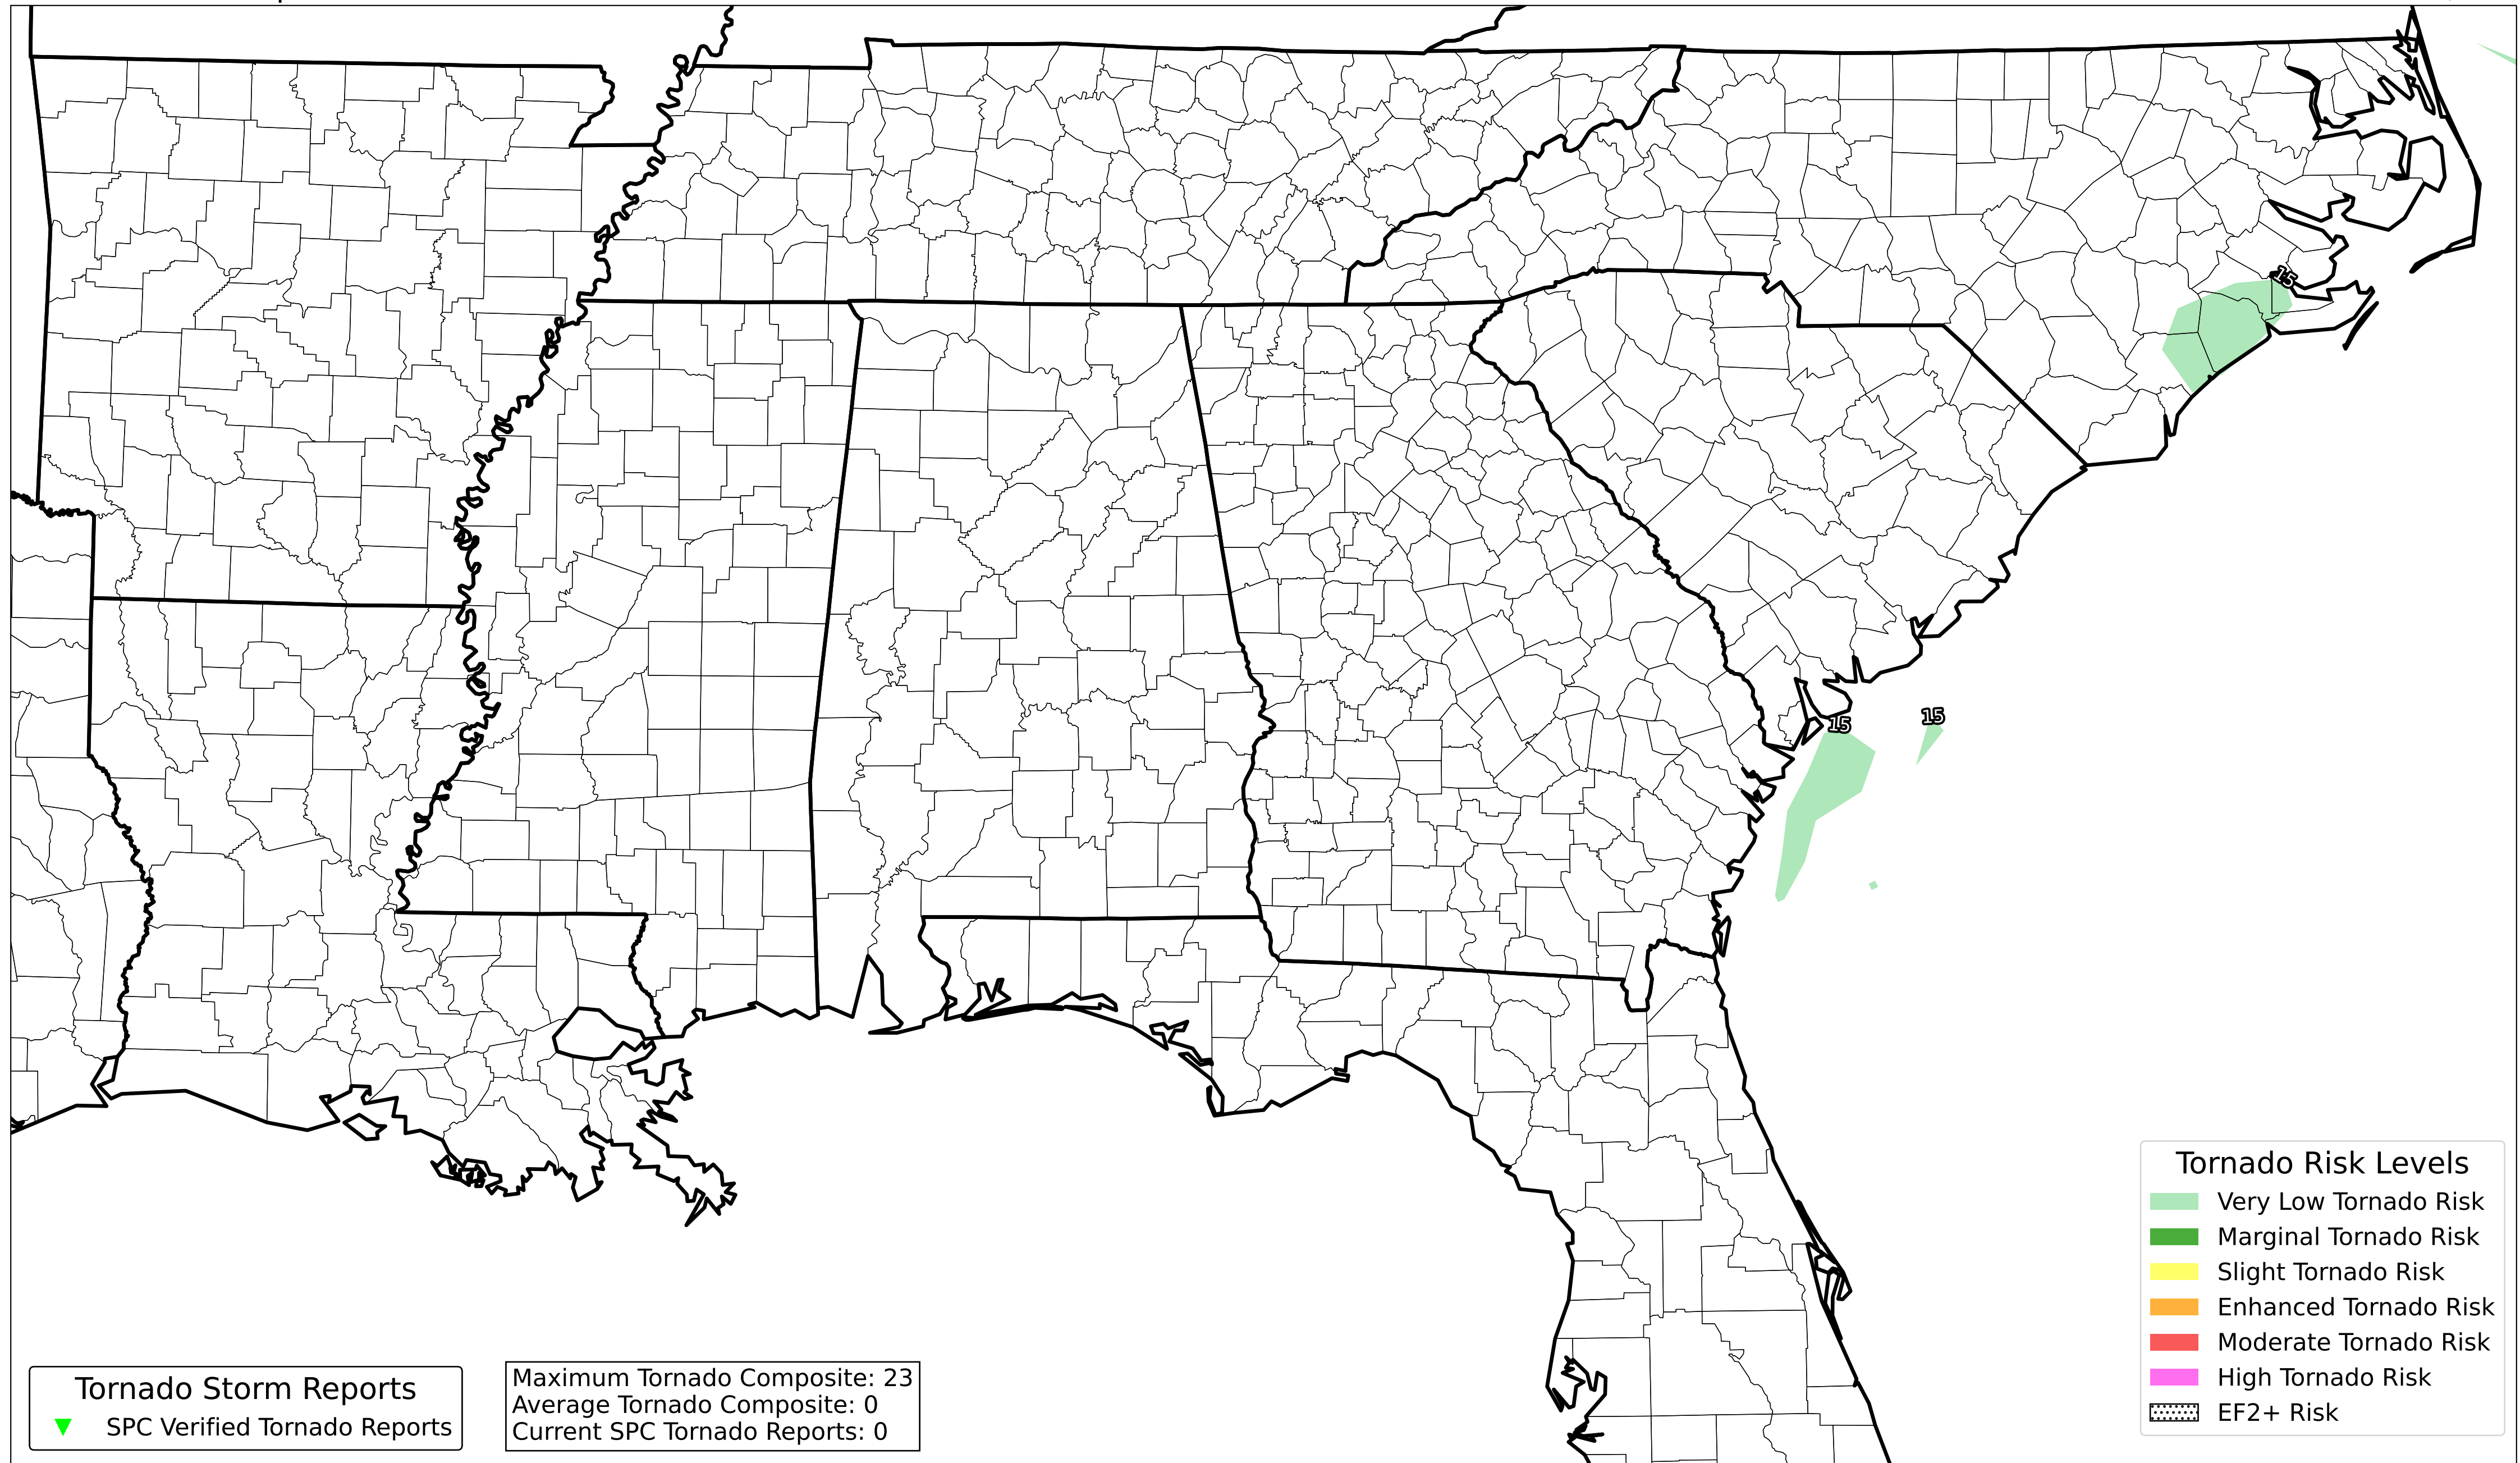 15
15
15
Tornado Risk Levels
Very Low Tornado Risk
Marginal Tornado Risk
Slight Tornado Risk
Enhanced Tornado Risk
Moderate Tornado Risk
High Tornado Risk
EF2+ Risk
Tornado Storm Reports
SPC Verified Tornado Reports
Maximum Tornado Composite: 23
Average Tornado Composite: 0
Current SPC Tornado Reports: 0